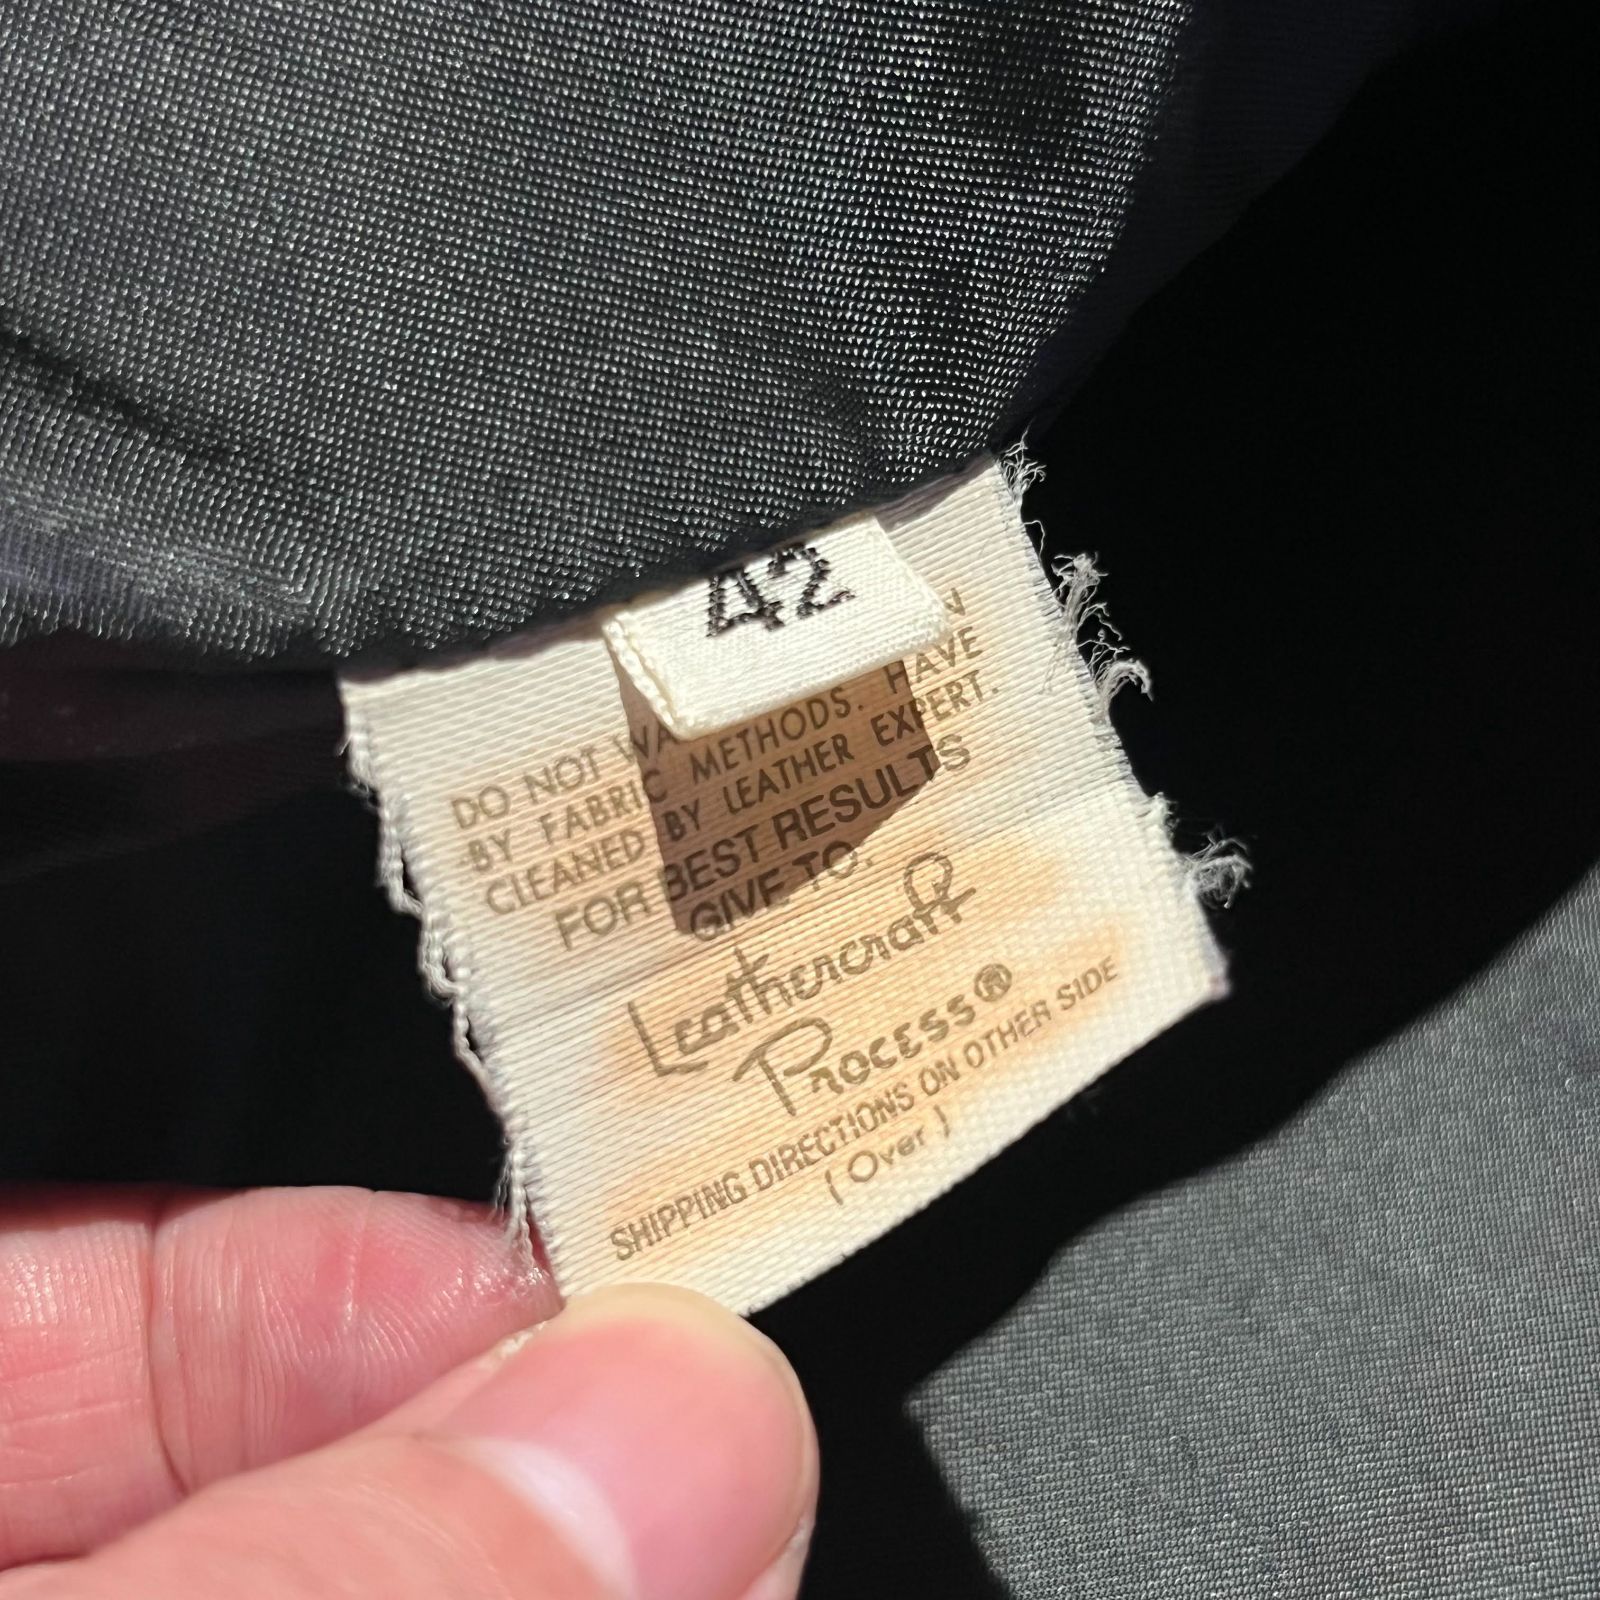 42
DO NOT WA
BY FABRIC METHODS. HAVE
CLEANED BY LEATHER EXPERT.
FOR BEST RESULTS
GIVE TO:
Leathercraft
Process®
SHIPPING DIRECTIONS ON OTHER SIDE
(Over)